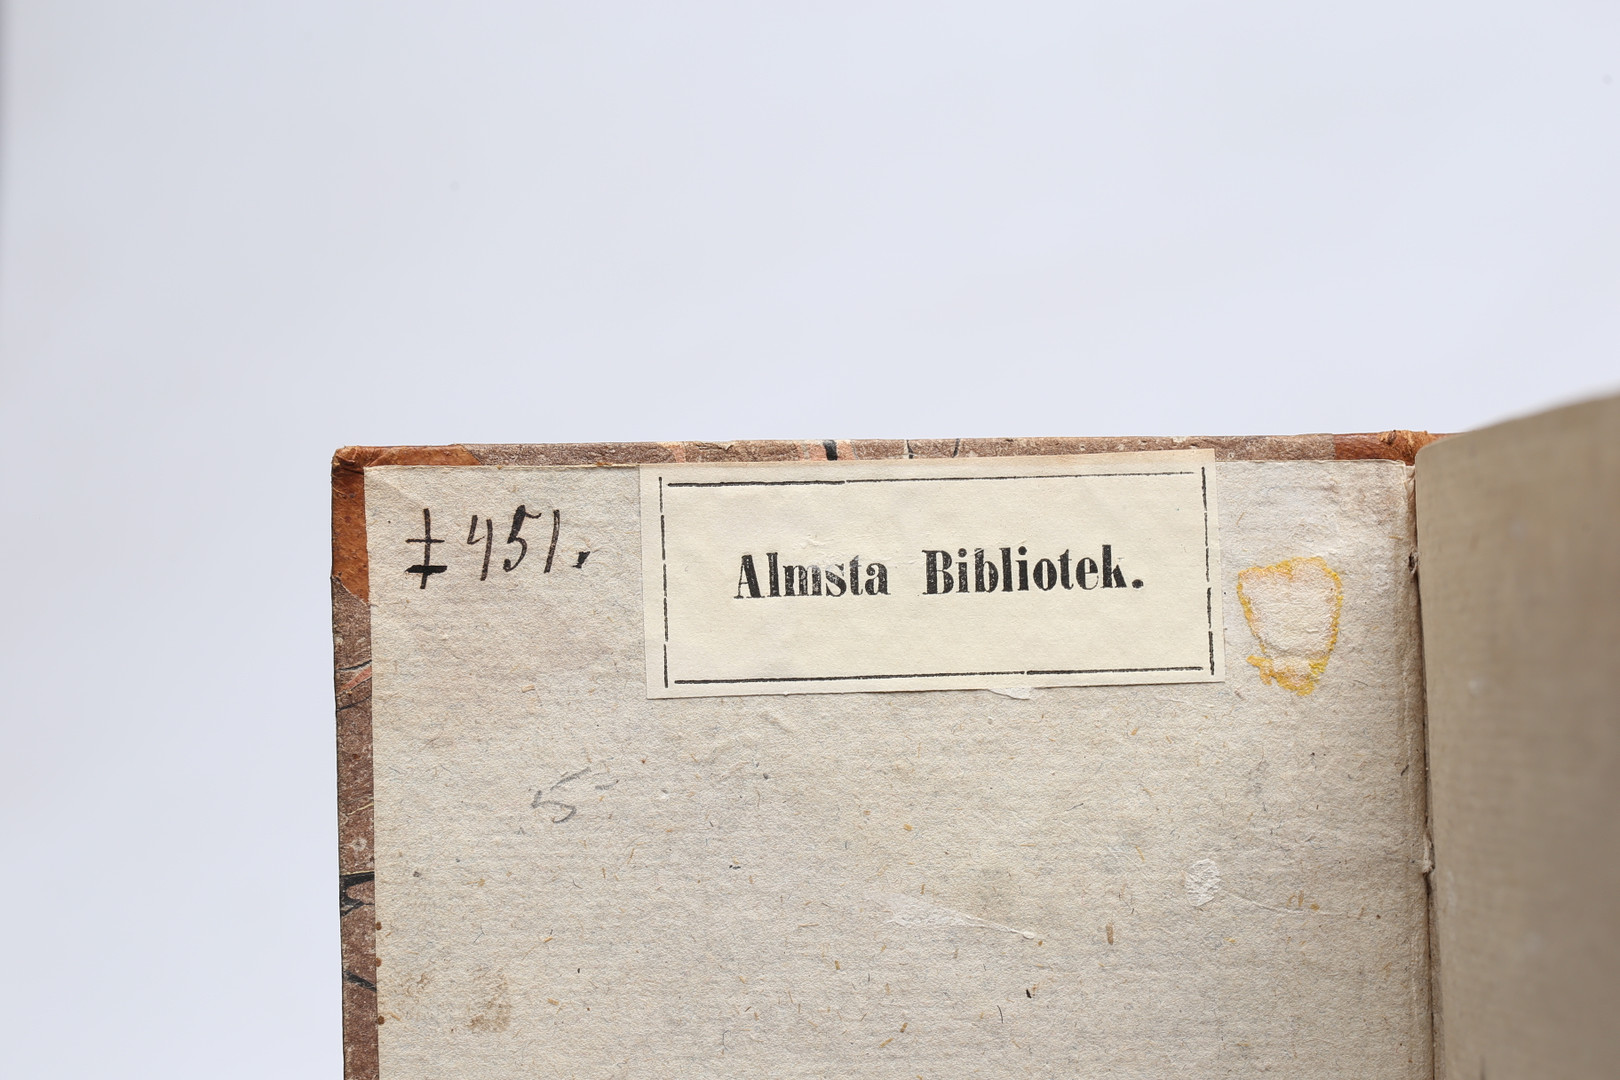 ‡ 451.
Almsta Bibliotek.
5